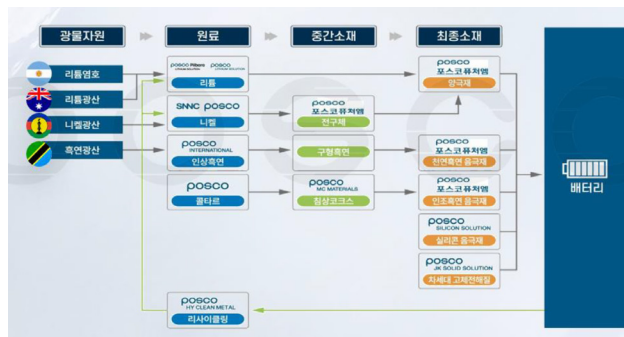 광물자원
원료
중간소재
최종소재
리튬염호
리튬광산
니켈광산
흑연광산
posco Pilbara posco
LITHIUM SOLUTION LITHIUM SOLUTION
리튬
SNNC posco
니켈
posco
INTERNATIONAL
인상흑연
posco
콜타르
posco
HY CLEAN METAL
리사이클링
posco
포스코퓨처엠
전구체
구형흑연
posco
MC MATERIALS
침상코크스
posco
포스코퓨처엠
양극재
posco
포스코퓨처엠
천연흑연 음극재
posco
포스코퓨처엠
인조흑연 음극재
posco
SILICON SOLUTION
실리콘 음극재
posco
JK SOLID SOLUTION
차세대 고체전해질
배터리